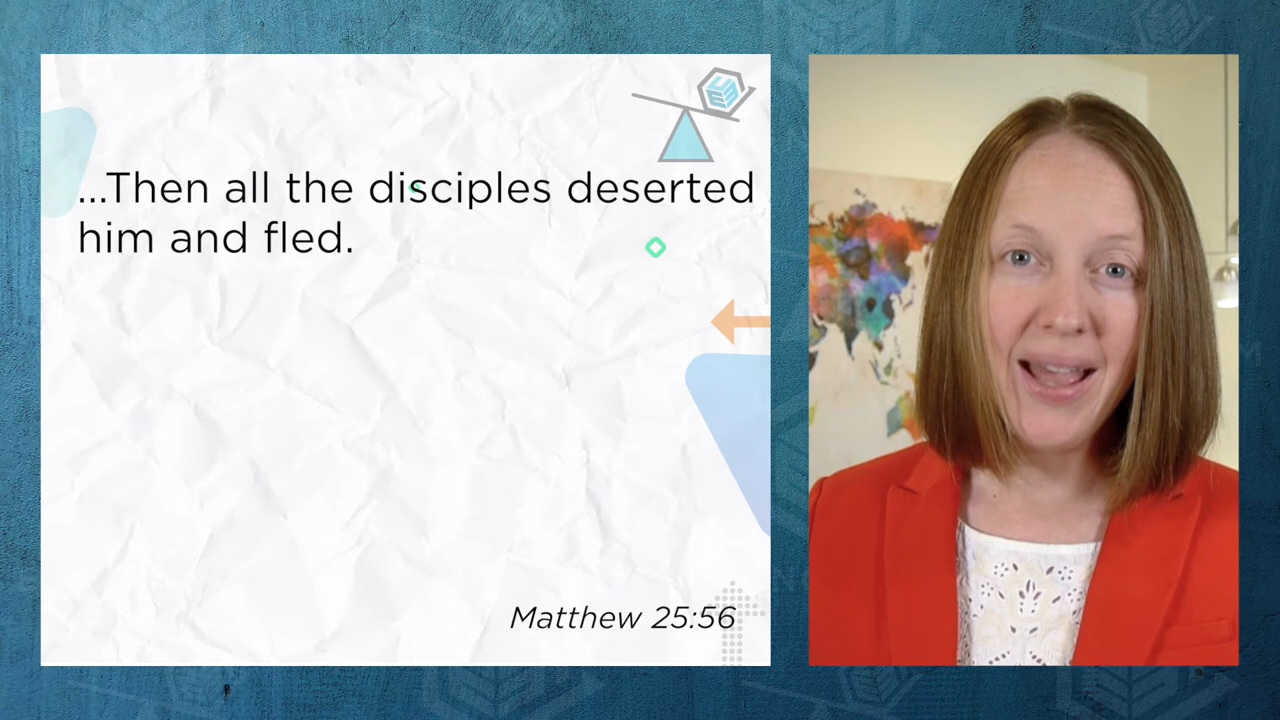 ...Then all the disciples deserted
him and fled.
Matthew 25:56